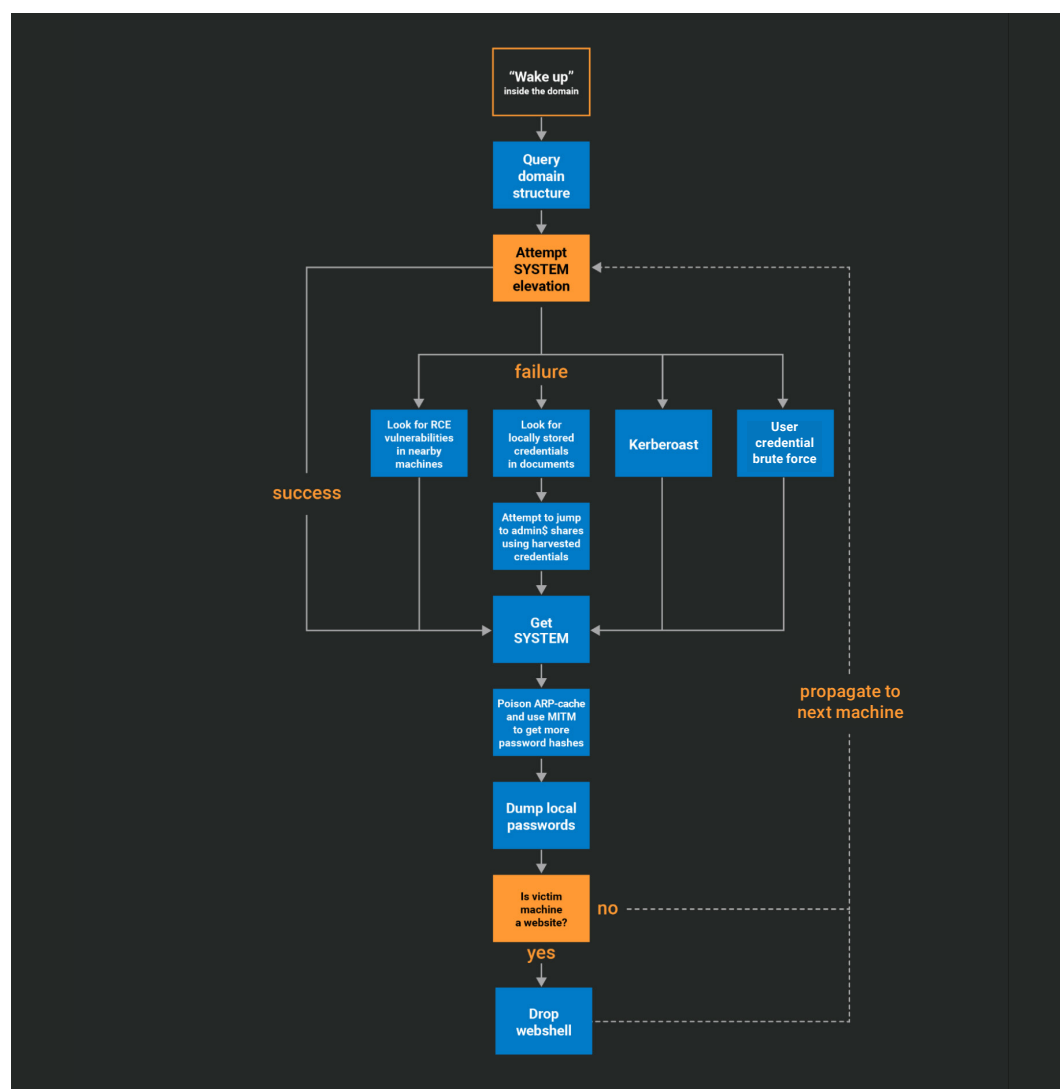 “Wake up”
inside the domain
Query
domain
structure
Attempt
SYSTEM
elevation
failure
Look for RCE
vulnerabilities
in nearby
machines
Look for
locally stored
credentials
in documents
Kerberoast
User
credential
brute force
success
Attempt to jump
to admin$ shares
using harvested
credentials
Get
SYSTEM
Poison ARP-cache
and use MITM
to get more
password hashes
propagate to
next machine
Dump local
passwords
Is victim
machine
a website?
no
yes
Drop
webshell